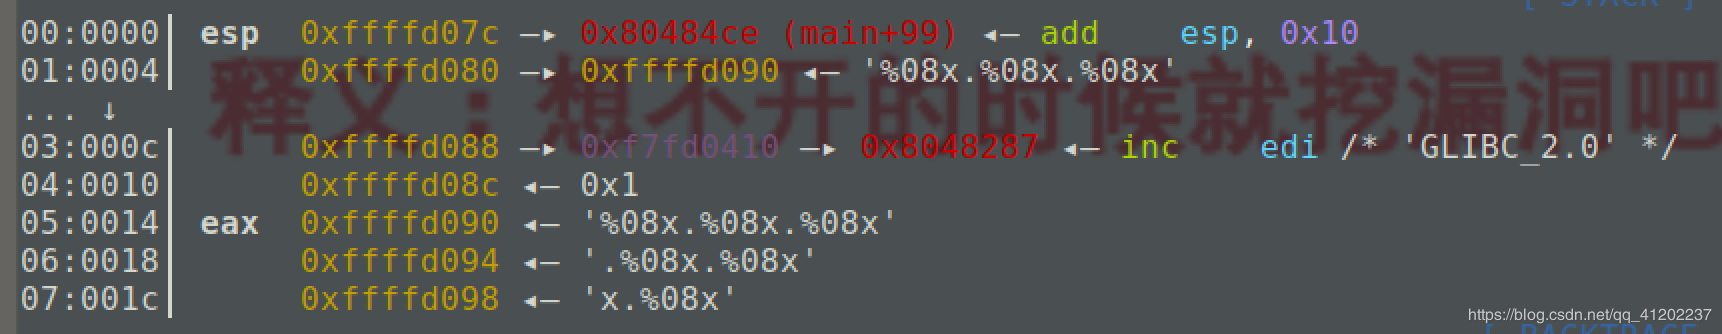 [ STACK ]
00:0000│ esp 0xffffd07c —▸ 0x80484ce (main+99) ◂— add esp, 0x10
01:0004│ 0xffffd080 —▸ 0xffffd090 ◂— '%08x.%08x.%08x'
... ↓
03:000c│ 0xffffd088 —▸ 0xf7fd0410 —▸ 0x8048287 ◂— inc edi /* 'GLIBC_2.0' */
04:0010│ 0xffffd08c ◂— 0x1
05:0014│ eax 0xffffd090 ◂— '%08x.%08x.%08x'
06:0018│ 0xffffd094 ◂— '.%08x.%08x'
07:001c│ 0xffffd098 ◂— 'x.%08x'
释义：想不开的时候就挖漏洞吧
https://blog.csdn.net/qq_41202237
[ BACKTRACE